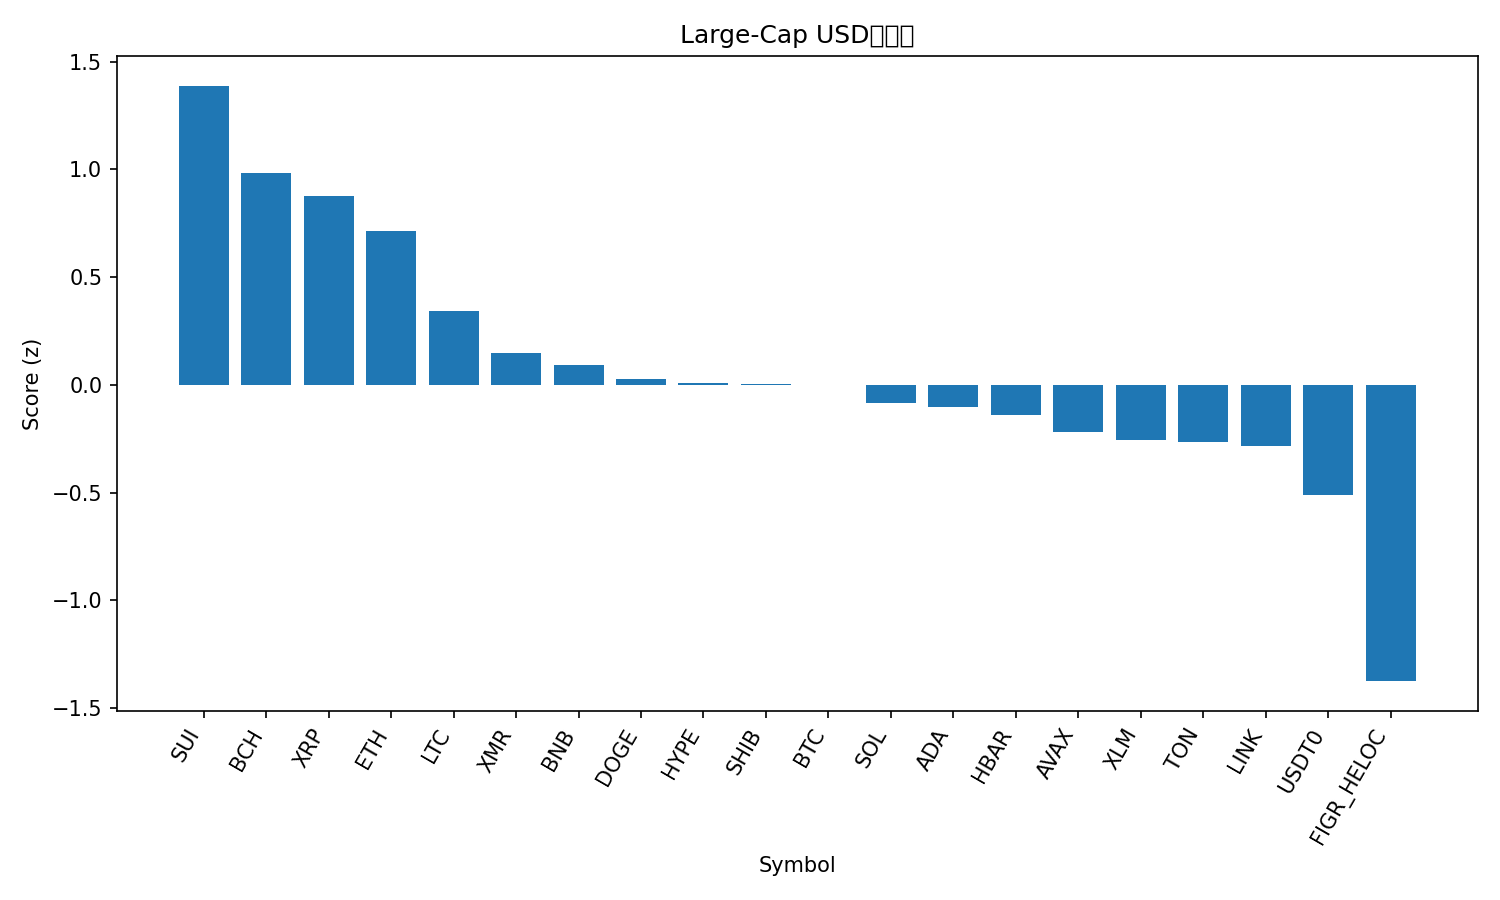 Large-Cap USD
1.5
1.0
0.5
0.0
−0.5
−1.0
−1.5
Score (z)
SUI
BCH
XRP
ETH
LTC
XMR
BNB
DOGE
HYPE
SHIB
BTC
SOL
ADA
HBAR
AVAX
XLM
TON
LINK
USDT0
FIGR_HELOC
Symbol